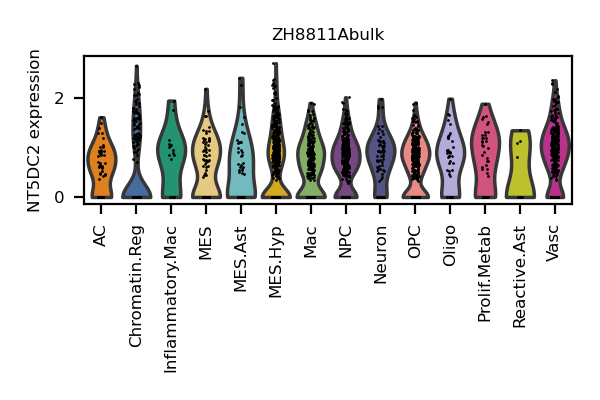 ZH8811Abulk
NT5DC2 expression
2
0
AC
Chromatin.Reg
Inflammatory.Mac
MES
MES.Ast
MES.Hyp
Mac
NPC
Neuron
OPC
Oligo
Prolif.Metab
Reactive.Ast
Vasc